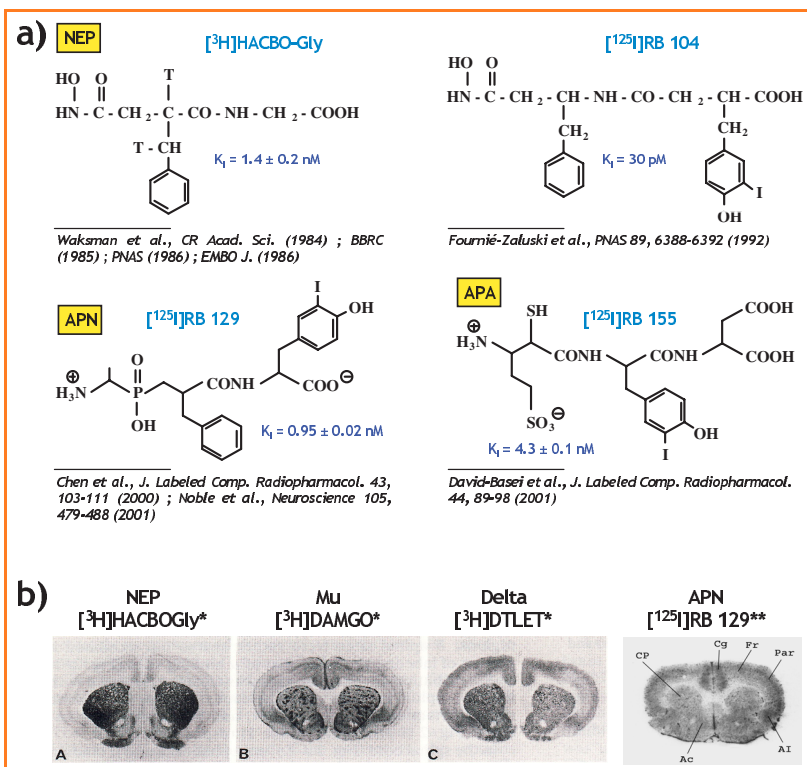 a)
NEP
[³H]HACBO-Gly
HO O T
HN - C - CH₂ - C - CO - NH - CH₂ - COOH
T - CH
K_I = 1.4 ± 0.2 nM
Waksman et al., CR Acad. Sci. (1984) ; BBRC
(1985) ; PNAS (1986) ; EMBO J. (1986)
[¹²⁵I]RB 104
HO O
HN - C - CH₂ - CH - NH - CO - CH₂ - CH - COOH
CH₂ CH₂
K_I = 30 pM
I
OH
Fournié-Zaluski et al., PNAS 89, 6388-6392 (1992)
APN
[¹²⁵I]RB 129
I
OH
O
⊕
H₃N P CONH COO⊖
OH
K_I = 0.95 ± 0.02 nM
Chen et al., J. Labeled Comp. Radiopharmacol. 43,
103-111 (2000) ; Noble et al., Neuroscience 105,
479-488 (2001)
APA
[¹²⁵I]RB 155
SH COOH
⊕
H₃N CONH CONH COOH
SO₃⊖
OH
I
K_I = 4.3 ± 0.1 nM
David-Basei et al., J. Labeled Comp. Radiopharmacol.
44, 89-98 (2001)
b)
NEP
[³H]HACBOGly*
A
Mu
[³H]DAMGO*
B
Delta
[³H]DTLET*
C
APN
[¹²⁵I]RB 129**
Cg Fr
CP Par
Ac AI